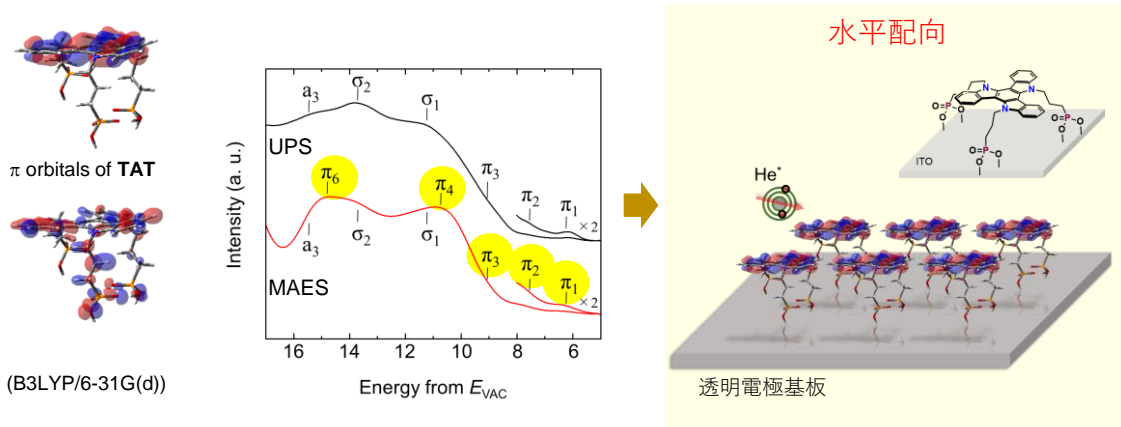 π orbitals of TAT
(B3LYP/6-31G(d))
Intensity (a. u.)
a3
σ2
σ1
UPS
π3
π2
π1
×2
π6
π4
a3
σ2
σ1
π3
π2
π1
×2
MAES
16 14 12 10 8 6
Energy from EVAC
水平配向
N
N
N
O=P-O
O
P=O
O
O
O=P-O
O
ITO
He*
透明電極基板